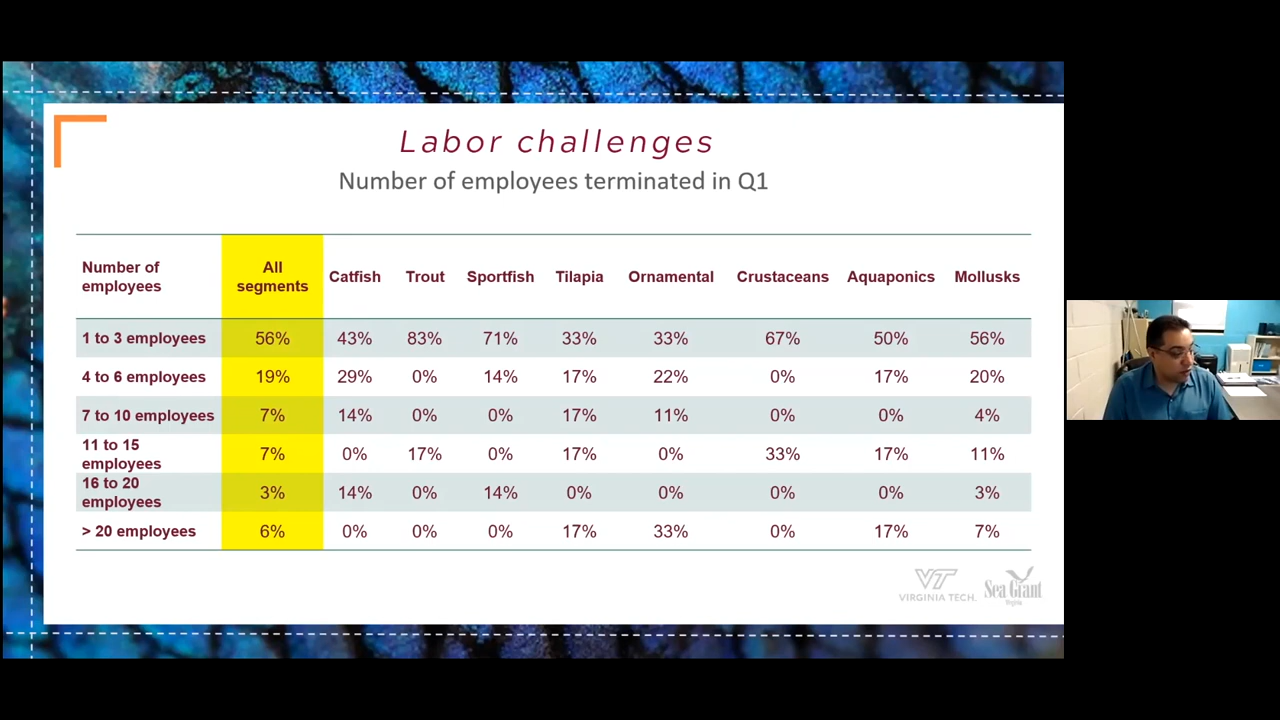 Labor challenges
Number of employees terminated in Q1
Number of employees All segments Catfish Trout Sportfish Tilapia Ornamental Crustaceans Aquaponics Mollusks
1 to 3 employees 56% 43% 83% 71% 33% 33% 67% 50% 56%
4 to 6 employees 19% 29% 0% 14% 17% 22% 0% 17% 20%
7 to 10 employees 7% 14% 0% 0% 17% 11% 0% 0% 4%
11 to 15 employees 7% 0% 17% 0% 17% 0% 33% 17% 11%
16 to 20 employees 3% 14% 0% 14% 0% 0% 0% 0% 3%
> 20 employees 6% 0% 0% 0% 17% 33% 0% 17% 7%
VT
VIRGINIA TECH.
Sea Grant
Virginia